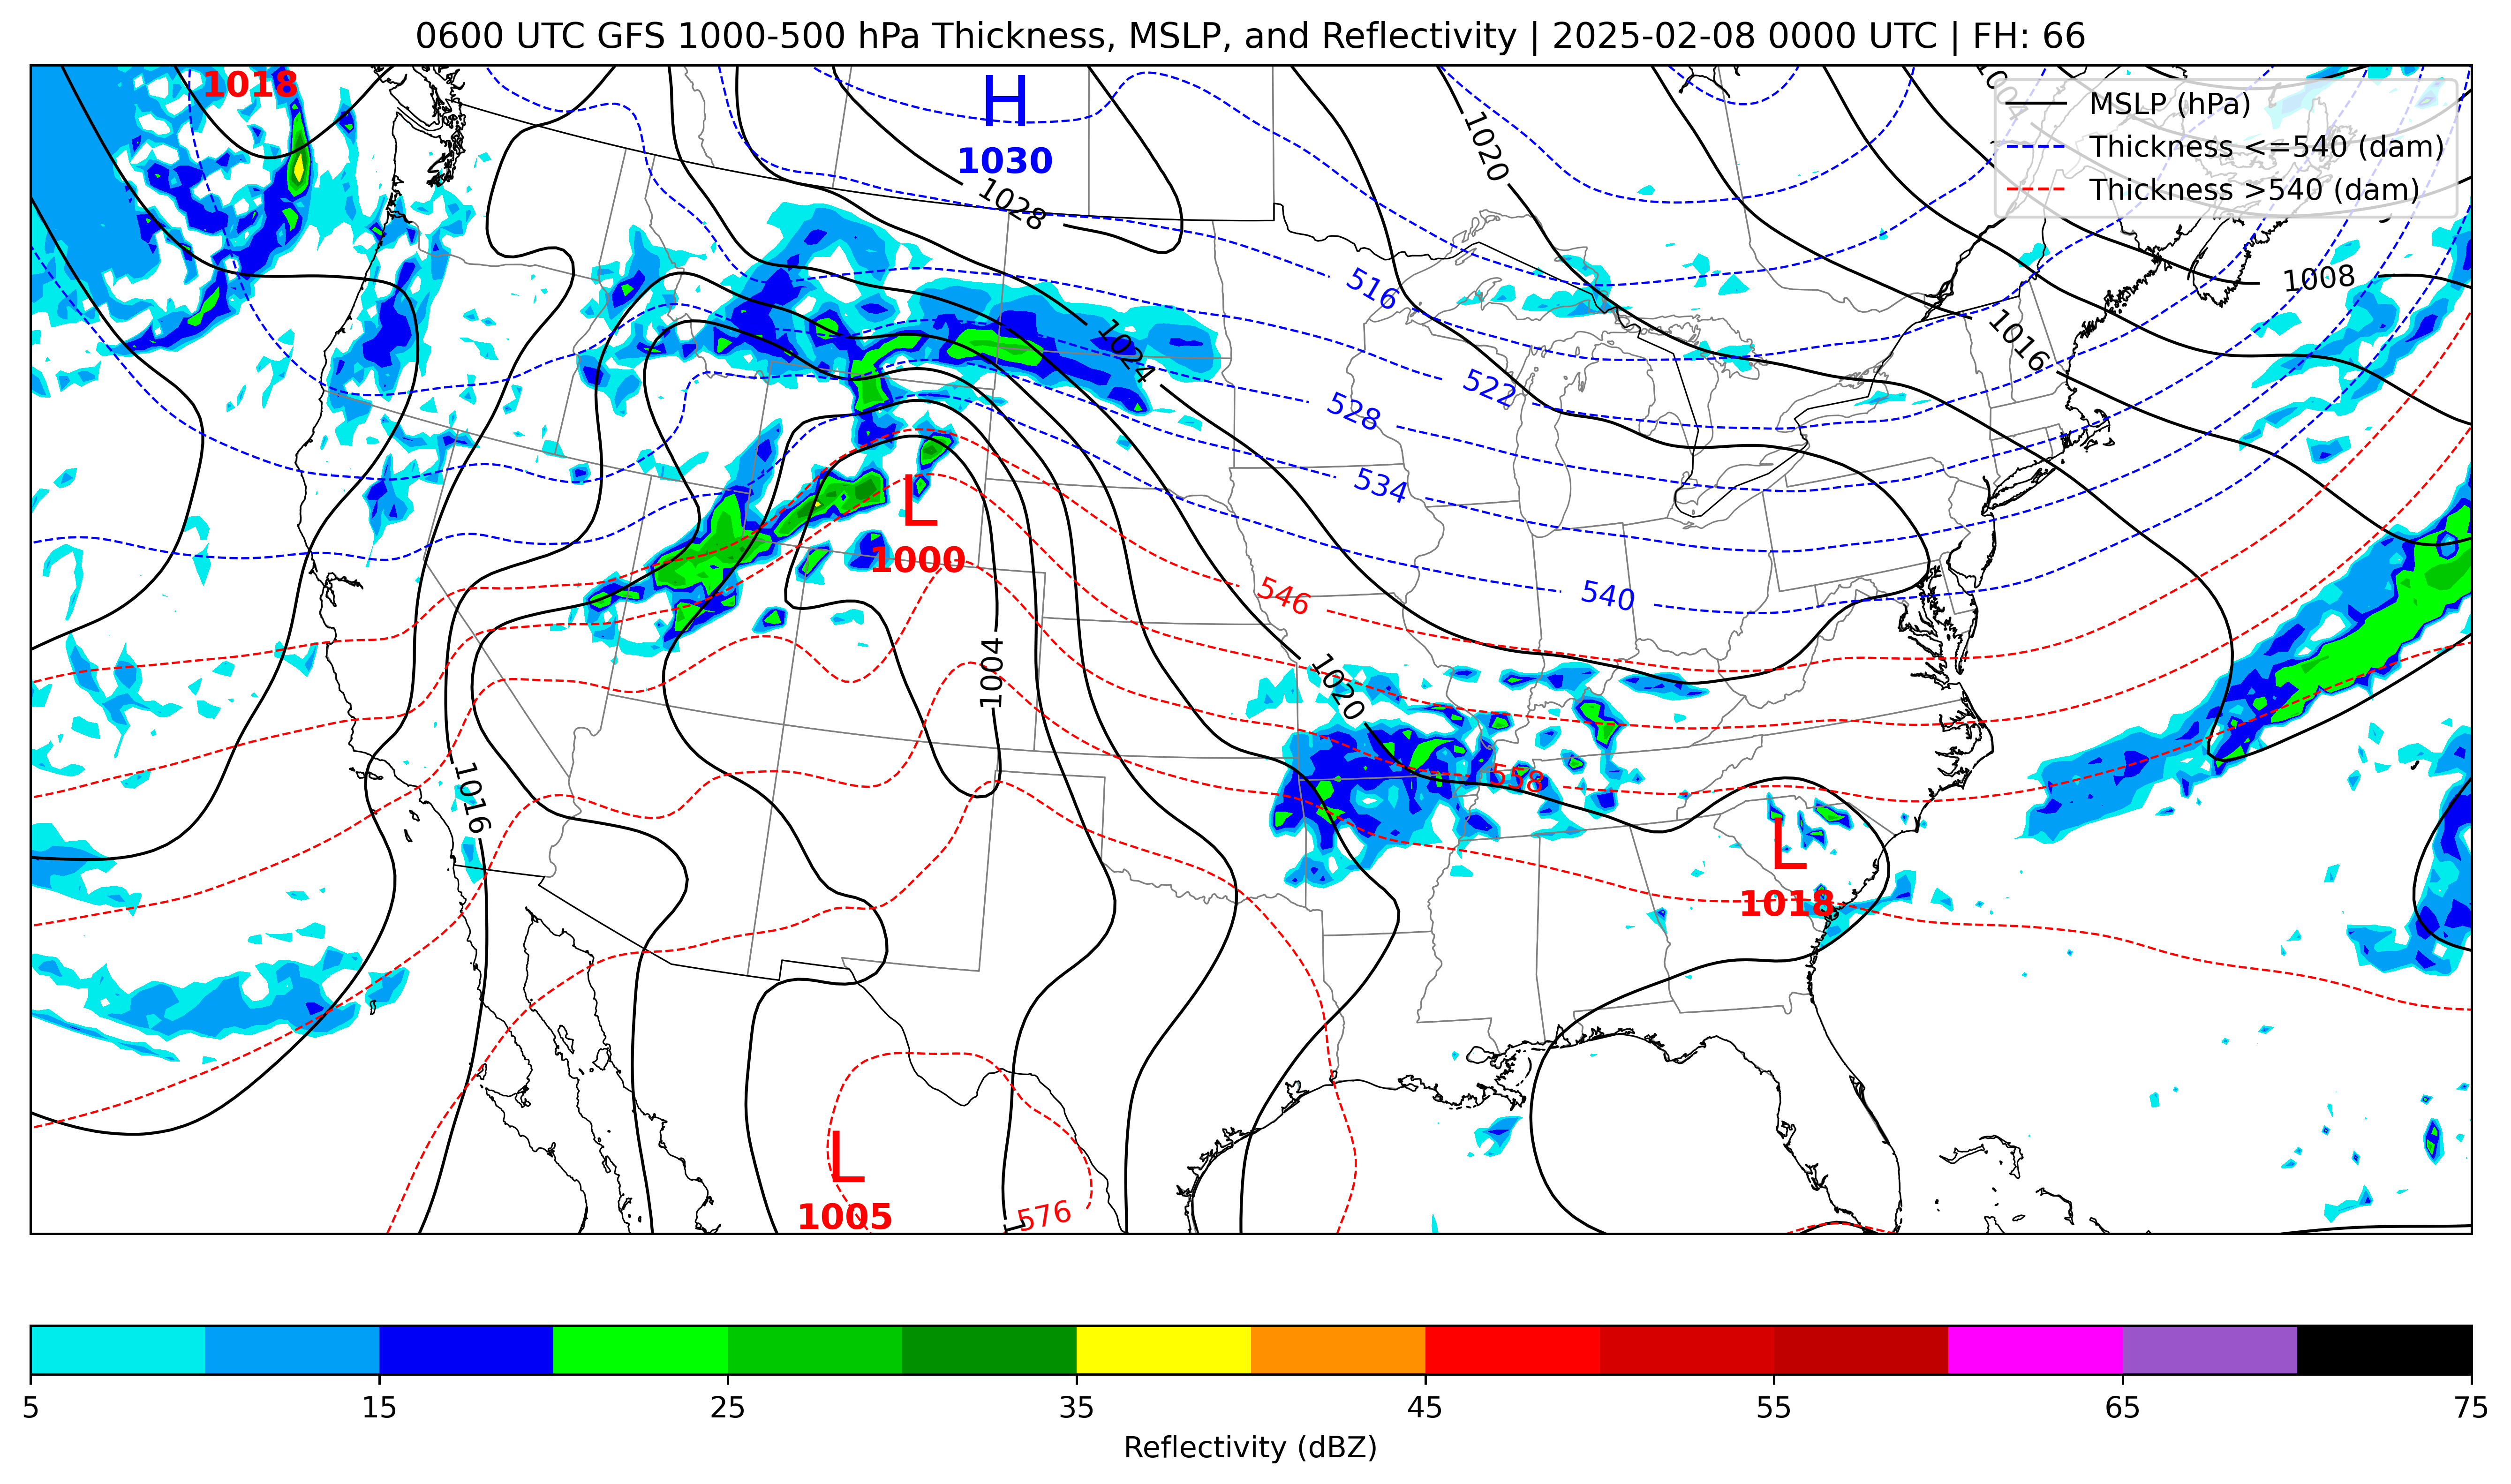 0600 UTC GFS 1000-500 hPa Thickness, MSLP, and Reflectivity | 2025-02-08 0000 UTC | FH: 66
1018
H
1030
1028
1020
MSLP (hPa)
Thickness <=540 (dam)
Thickness >540 (dam)
1008
516
1024
1016
522
528
534
L
1000
546
540
1004
1020
558
1016
L
1018
L
1005
576
5 15 25 35 45 55 65 75
Reflectivity (dBZ)